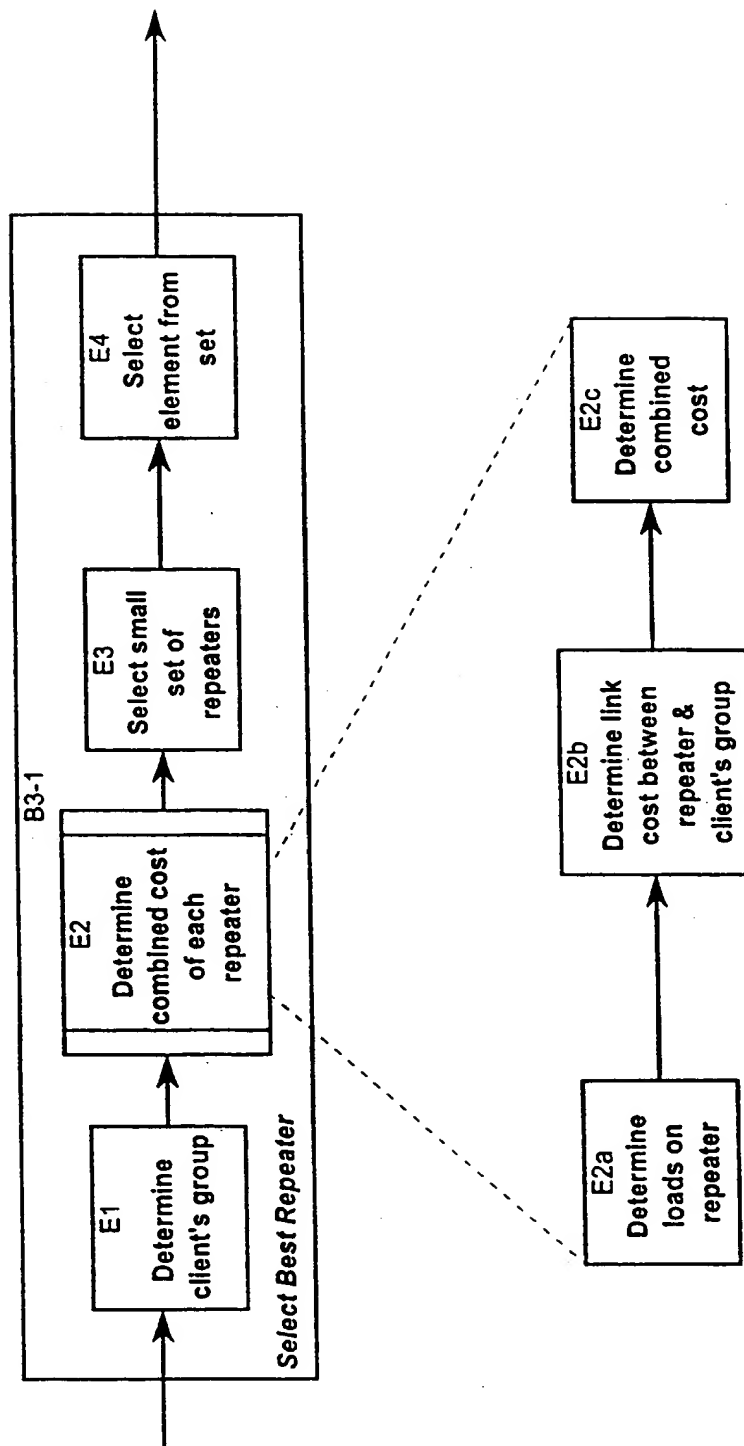 B3-1
E1
Determine
client's group
E2
Determine
combined cost
of each
repeater
E3
Select small
set of
repeaters
E4
Select
element from
set
Select Best Repeater
E2a
Determine
loads on
repeater
E2b
Determine link
cost between
repeater &
client's group
E2c
Determine
combined
cost